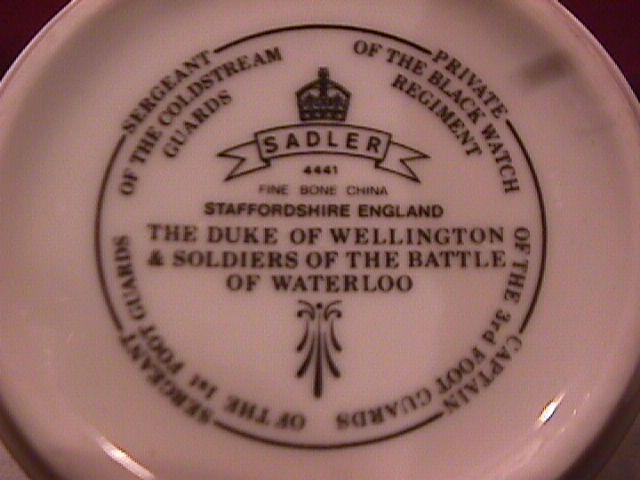 SERGEANT
OF THE COLDSTREAM
GUARDS
PRIVATE
OF THE BLACK WATCH
REGIMENT
SADLER
4441
FINE BONE CHINA
STAFFORDSHIRE ENGLAND
THE DUKE OF WELLINGTON
& SOLDIERS OF THE BATTLE
OF WATERLOO
CAPTAIN
OF THE 3rd FOOT GUARDS
SERGEANT
OF THE 1st FOOT GUARDS